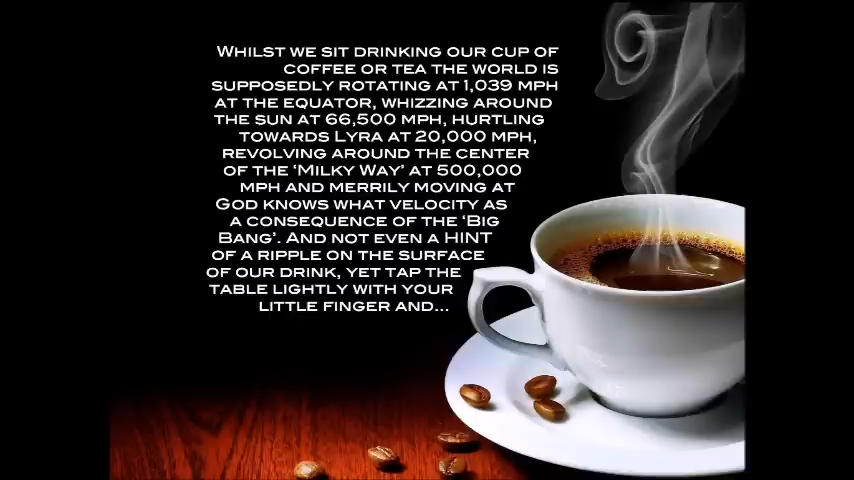 Whilst we sit drinking our cup of
coffee or tea the world is
supposedly rotating at 1,039 mph
at the equator, whizzing around
the sun at 66,500 mph, hurtling
towards Lyra at 20,000 mph,
revolving around the center
of the ‘Milky Way’ at 500,000
mph and merrily moving at
God knows what velocity as
a consequence of the ‘Big
Bang’. And not even a HINT
of a ripple on the surface
of our drink, yet tap the
table lightly with your
little finger and...